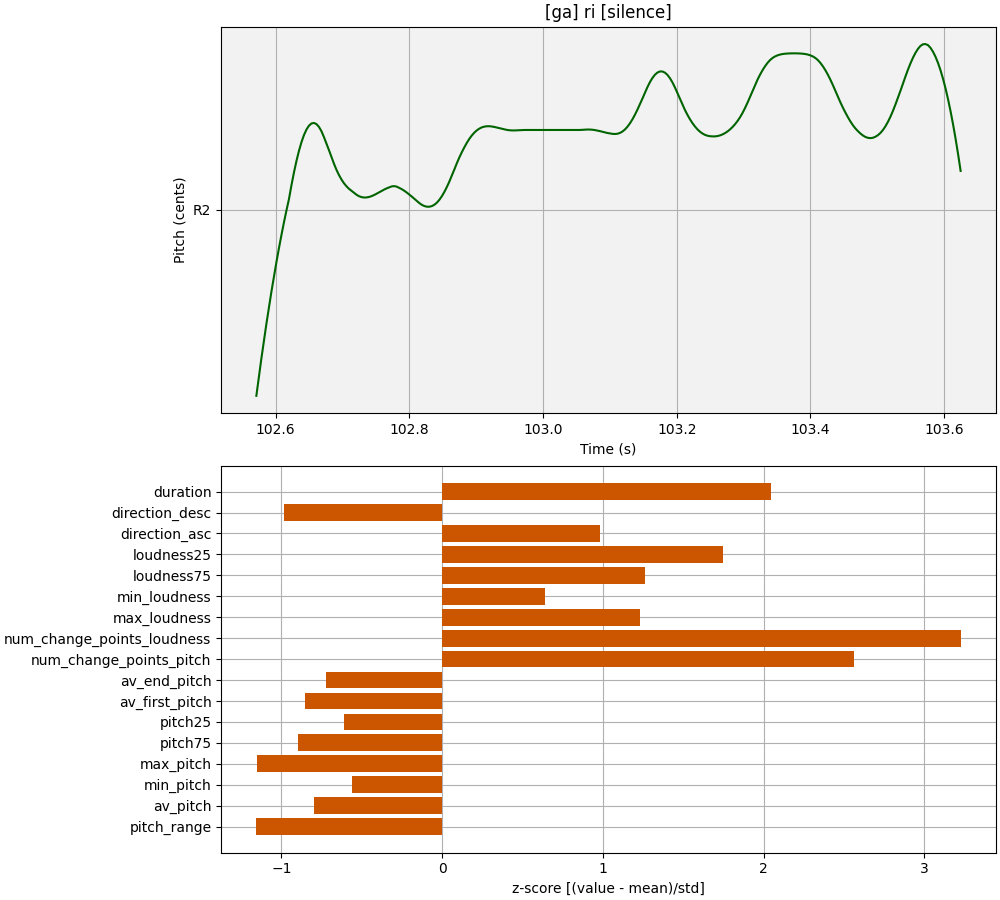 [ga] ri [silence]
Pitch (cents)
R2
102.6 102.8 103.0 103.2 103.4 103.6
Time (s)
duration
direction_desc
direction_asc
loudness25
loudness75
min_loudness
max_loudness
num_change_points_loudness
num_change_points_pitch
av_end_pitch
av_first_pitch
pitch25
pitch75
max_pitch
min_pitch
av_pitch
pitch_range
−1 0 1 2 3
z-score [(value - mean)/std]